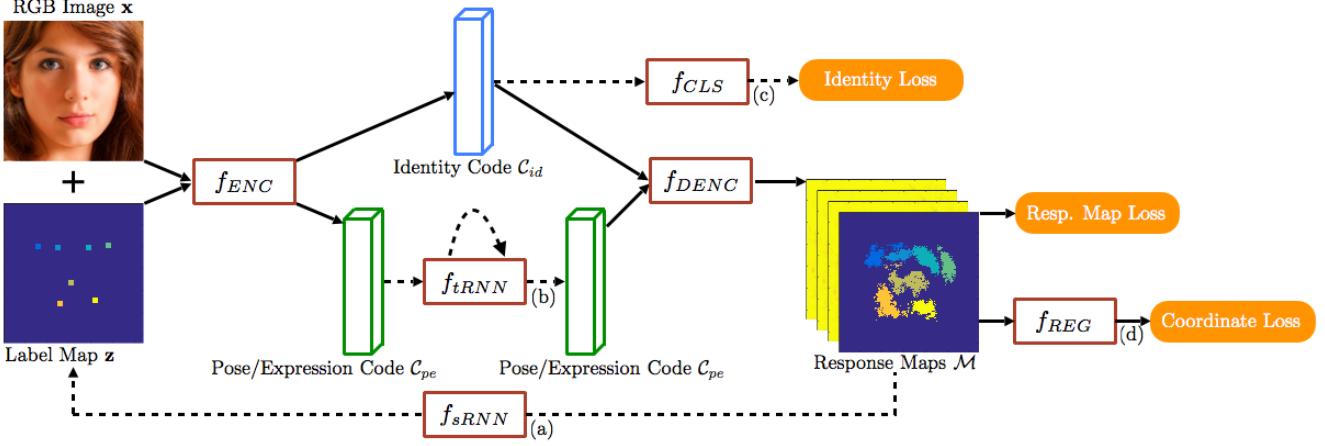 RGB Image x
+
Label Map z
f_ENC
Identity Code C_id
Pose/Expression Code C_pe
f_tRNN
(b)
Pose/Expression Code C_pe
f_sRNN
(a)
f_CLS
(c)
Identity Loss
f_DENC
Response Maps M
Resp. Map Loss
f_REG
(d)
Coordinate Loss